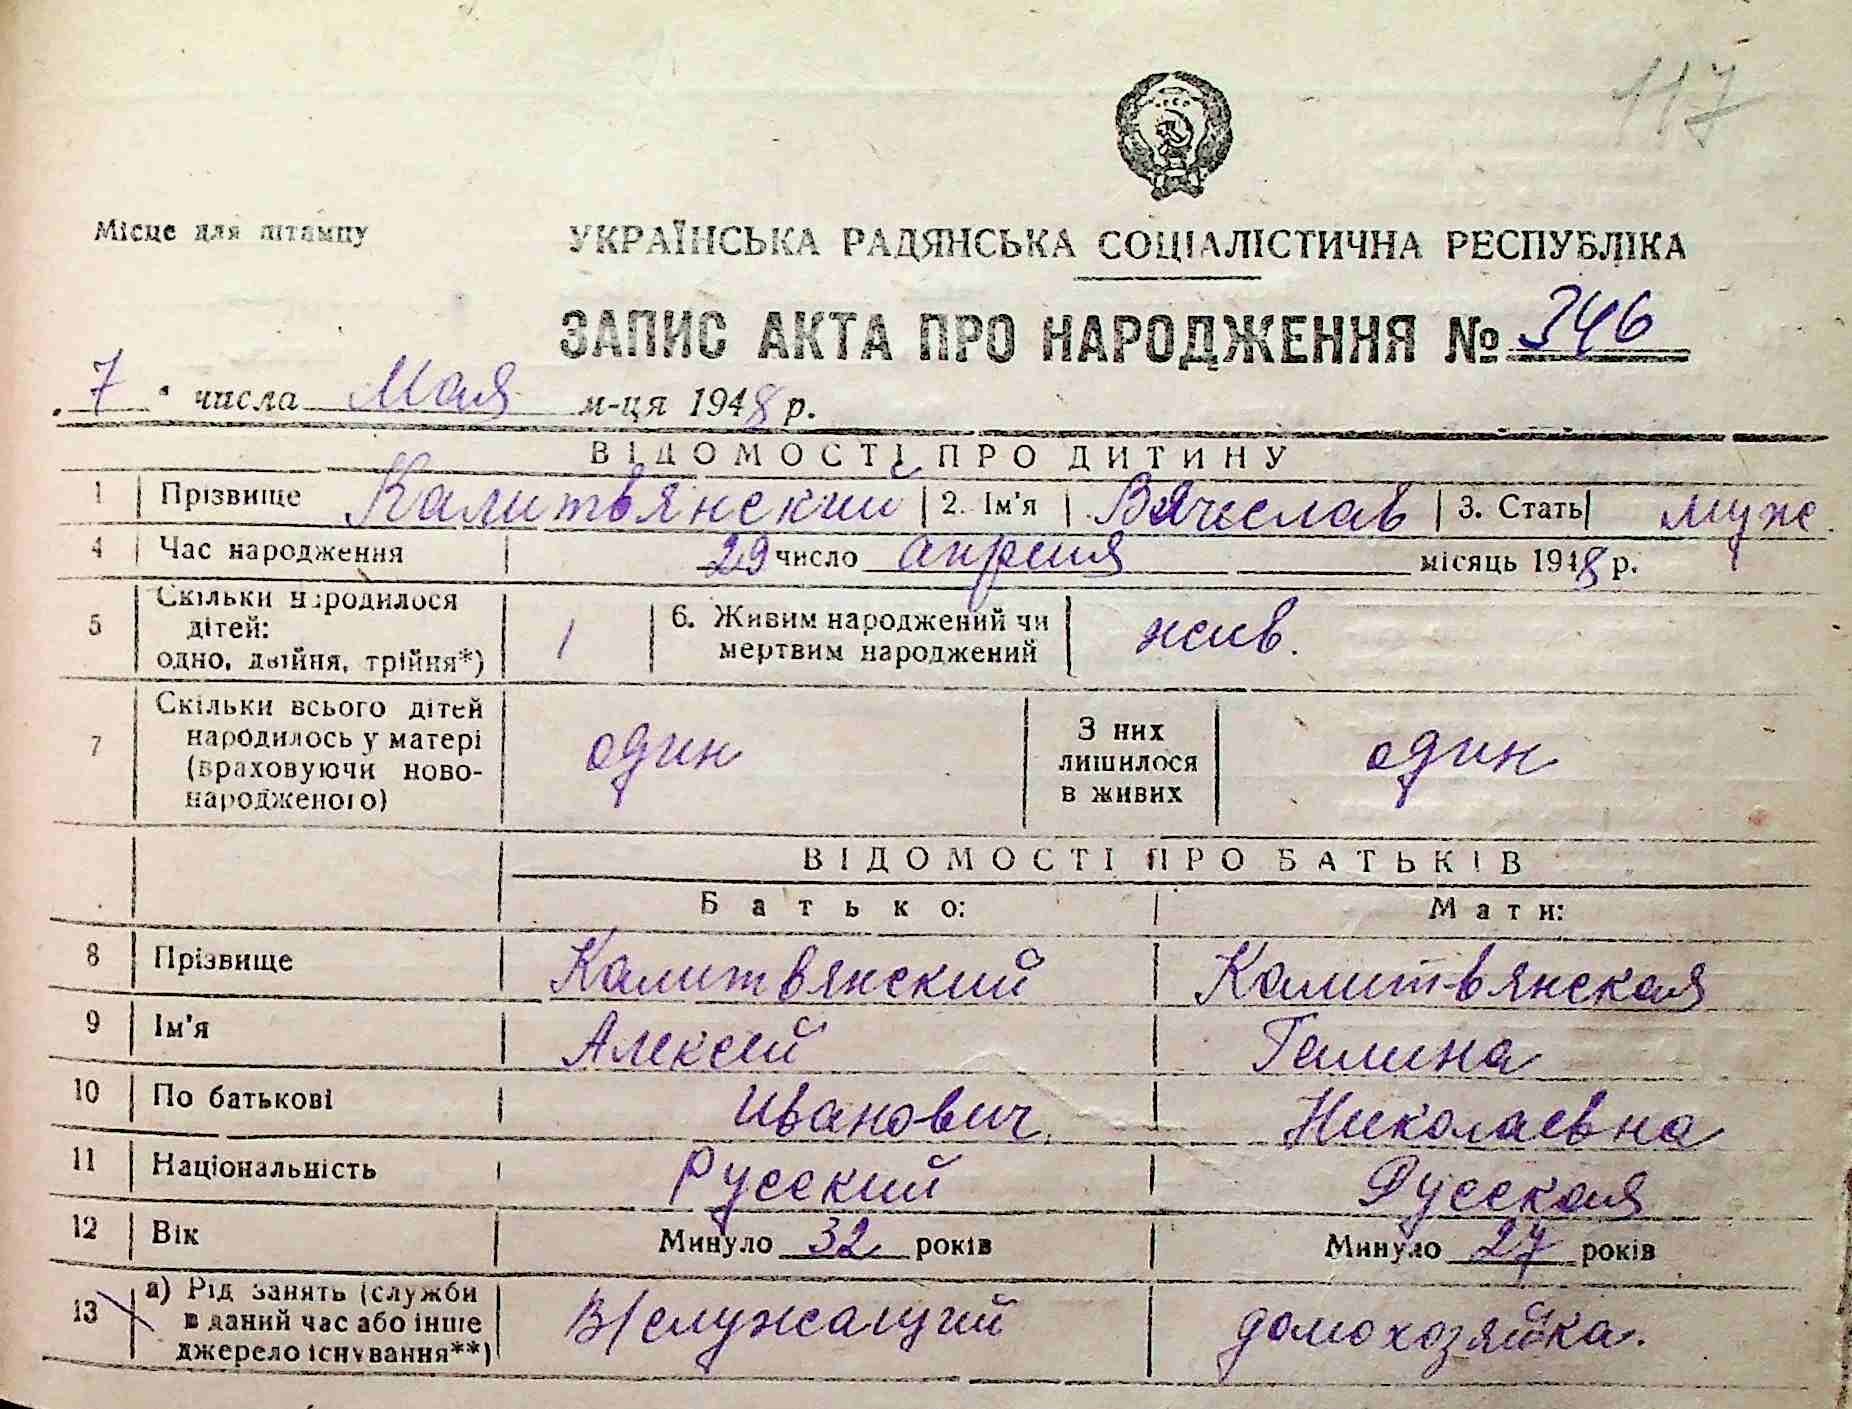 117
Місце для штампу
УКРАЇНСЬКА РАДЯНСЬКА СОЦІАЛІСТИЧНА РЕСПУБЛІКА
ЗАПИС АКТА ПРО НАРОДЖЕННЯ № 346
„7“ числа Мая м-ця 1948 р.
ВІДОМОСТІ ПРО ДИТИНУ
1 Прізвище Калитвянский 2. Ім'я Вячеслав 3. Стать муж.
4 Час народження 29 число апреля місяць 1948 р.
5 Скільки народилося дітей: одно, двійня, трійня*) 1 6. Живим народжений чи мертвим народжений жив.
7 Скільки всього дітей народилось у матері (враховуючи новонародженого) один З них лишилося в живих один
ВІДОМОСТІ ПРО БАТЬКІВ
Батько: Мати:
8 Прізвище Калитвянский Калитвянская
9 Ім'я Алексей Галина
10 По батькові Иванович Николаевна
11 Національність Русский Русская
12 Вік Минуло 32 років Минуло 27 років
13 а) Рід занять (служби в даний час або інше джерело існування**) В/служащий домохозяйка.